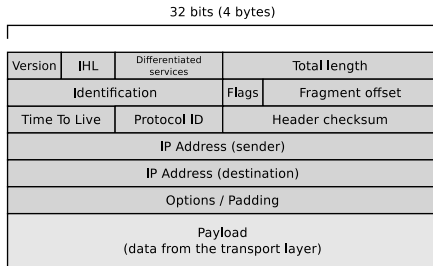 32 bits (4 bytes)
Version IHL Differentiated services Total length
Identification Flags Fragment offset
Time To Live Protocol ID Header checksum
IP Address (sender)
IP Address (destination)
Options / Padding
Payload
(data from the transport layer)